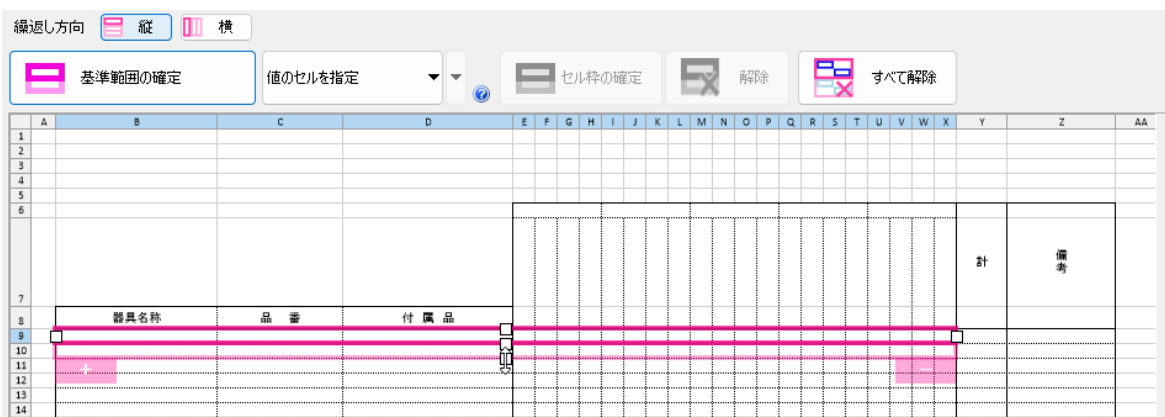 繰返し方向 縦 横
基準範囲の確定 値のセルを指定 セル枠の確定 解除 すべて解除
A B C D E F G H I J K L M N O P Q R S T U V W X Y Z AA
1
2
3
4
5
6
7 計 備考
8 器具名称 品 番 付 属 品
9
10
11
12
13
14